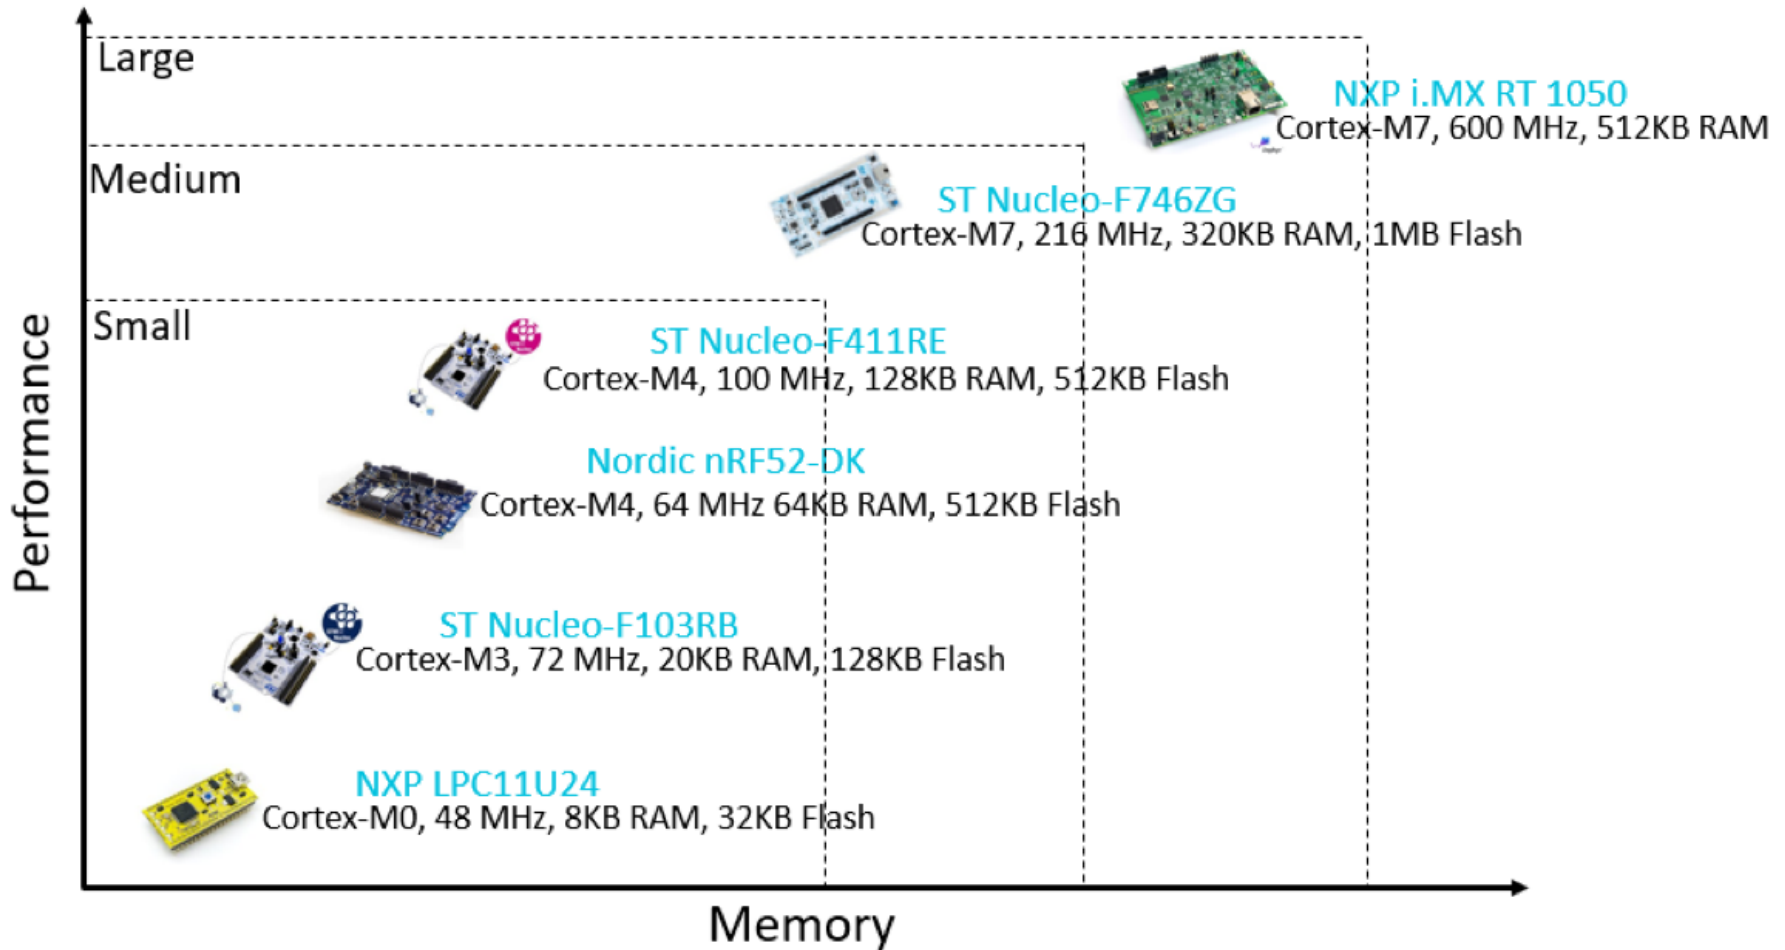 Large
NXP i.MX RT 1050
Cortex-M7, 600 MHz, 512KB RAM
Medium
ST Nucleo-F746ZG
Cortex-M7, 216 MHz, 320KB RAM, 1MB Flash
Small
ST Nucleo-F411RE
Cortex-M4, 100 MHz, 128KB RAM, 512KB Flash
Nordic nRF52-DK
Cortex-M4, 64 MHz 64KB RAM, 512KB Flash
ST Nucleo-F103RB
Cortex-M3, 72 MHz, 20KB RAM, 128KB Flash
NXP LPC11U24
Cortex-M0, 48 MHz, 8KB RAM, 32KB Flash
Performance
Memory